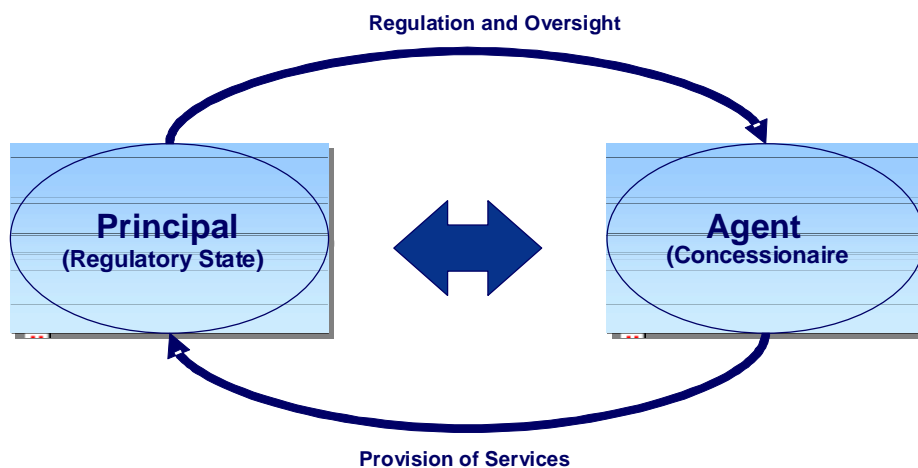 Regulation and Oversight
Principal
(Regulatory State)
Agent
(Concessionaire
Provision of Services